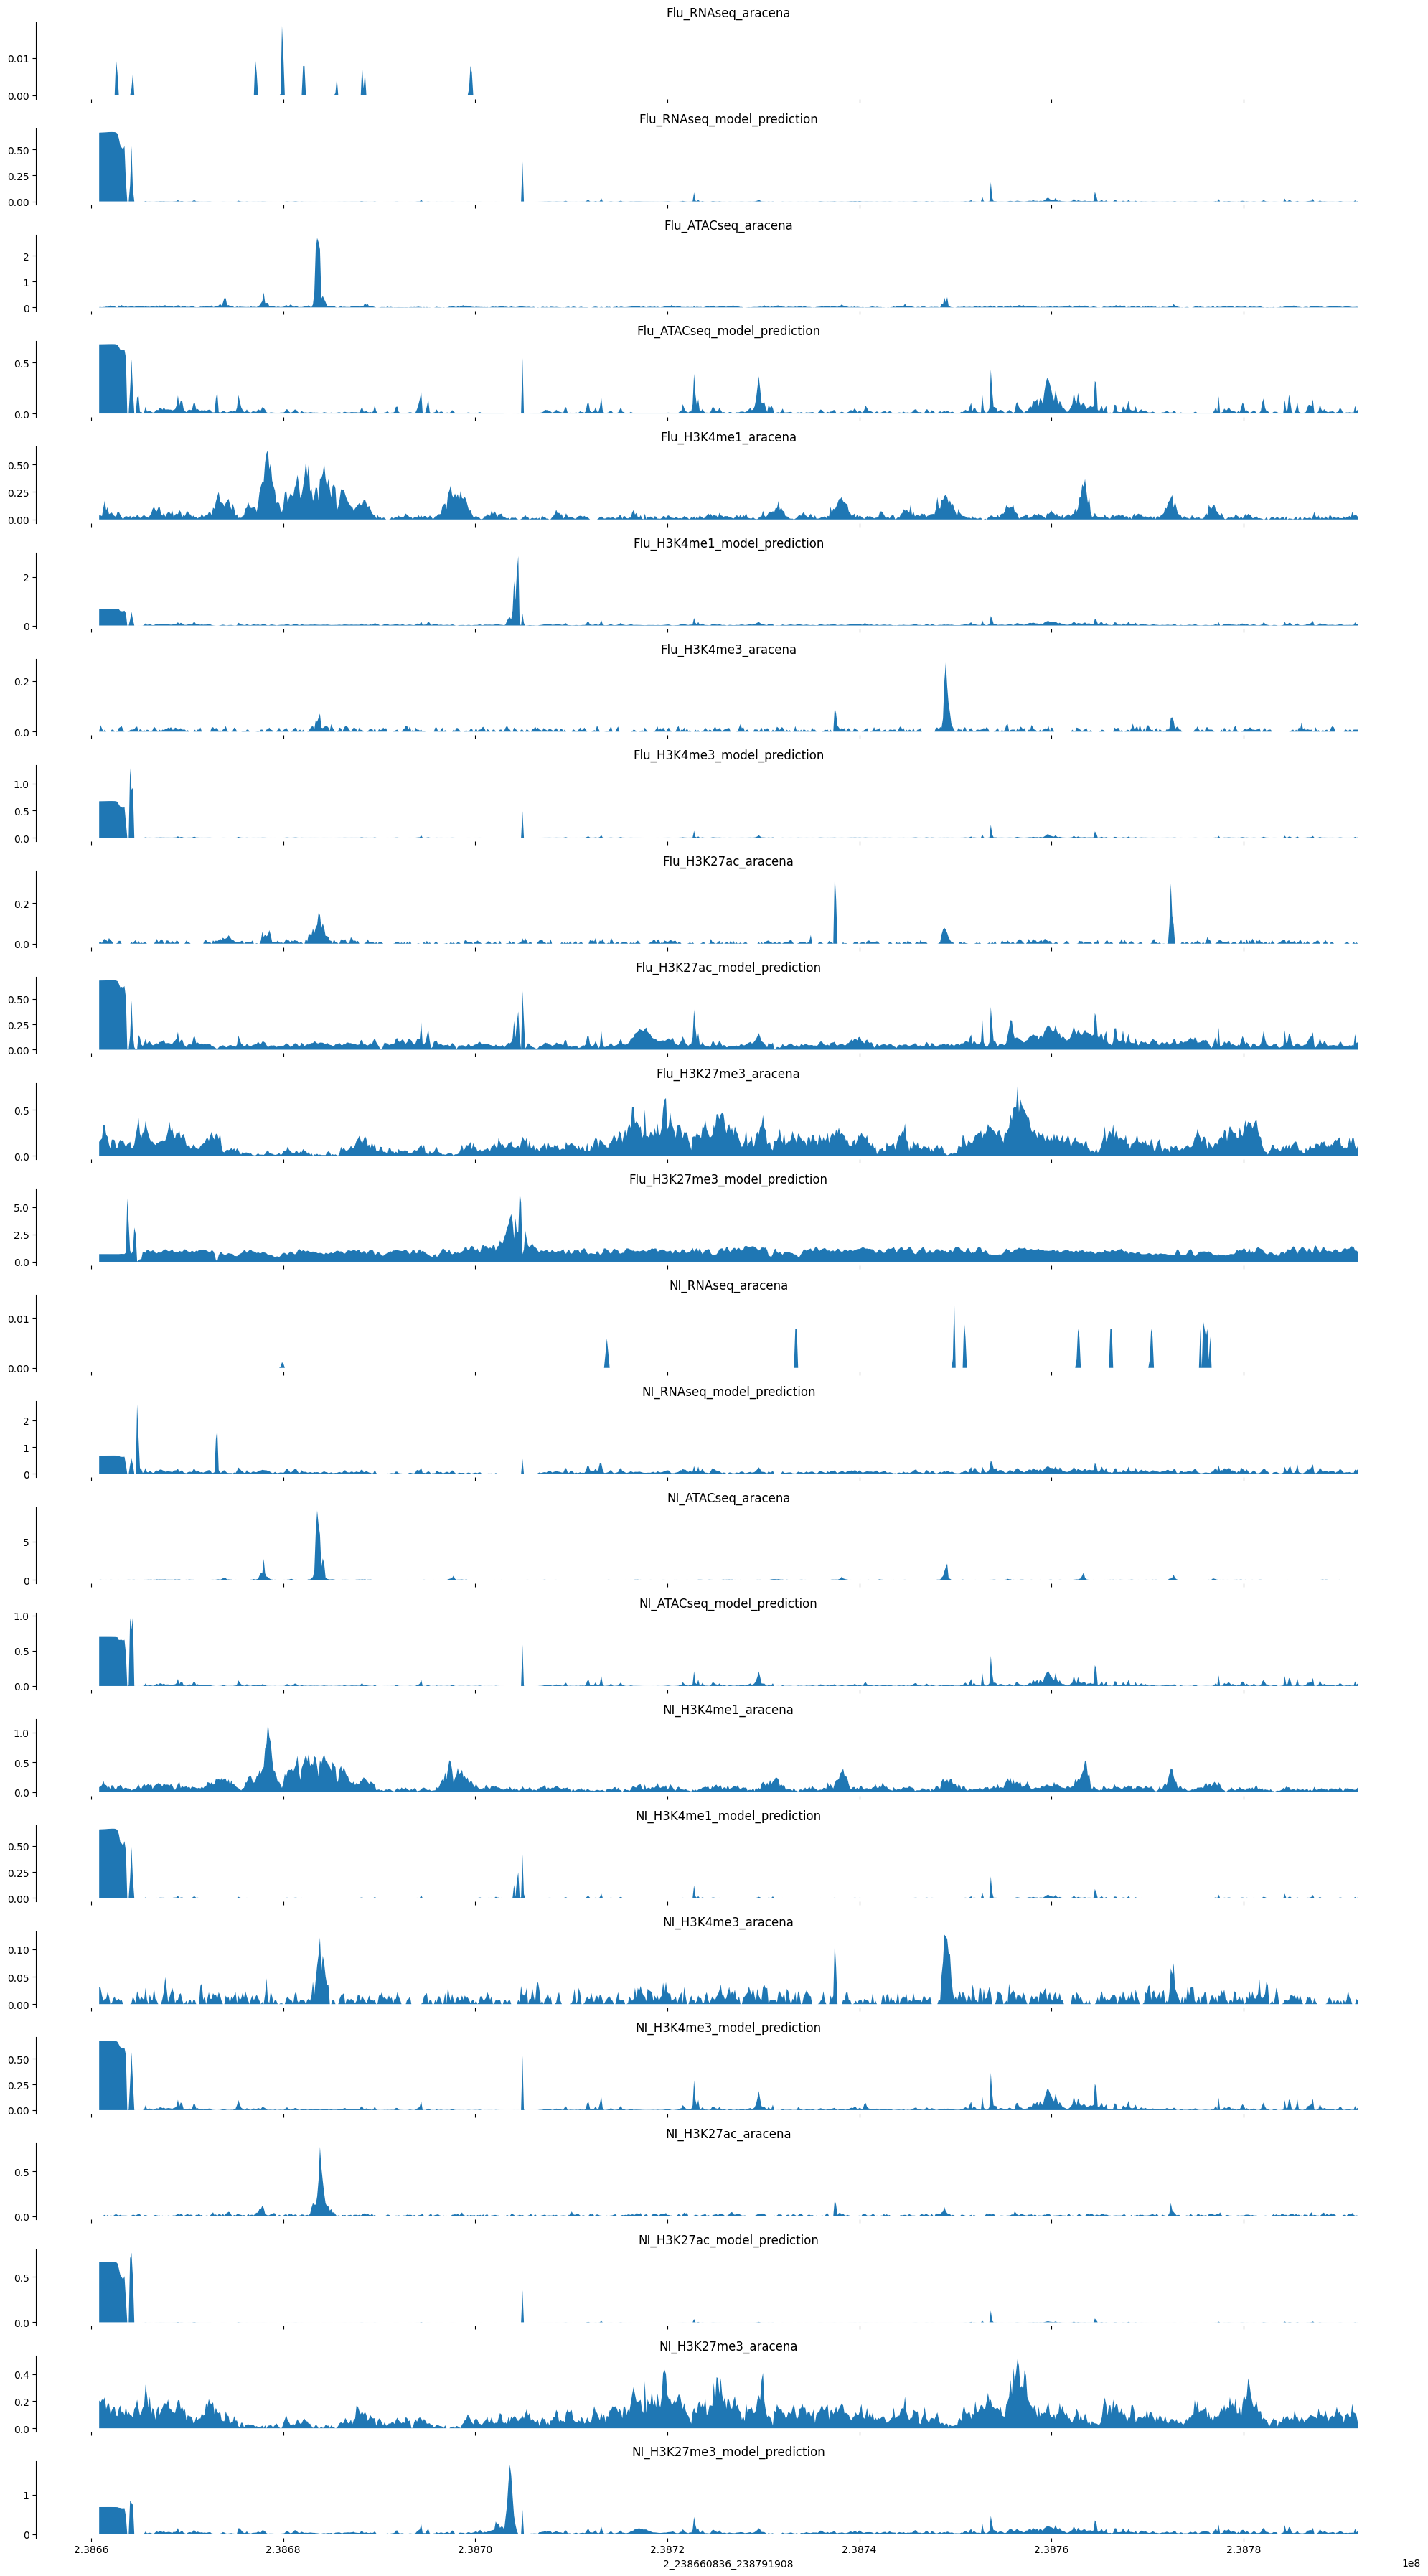 Flu_RNAseq_aracena
0.01
0.00
Flu_RNAseq_model_prediction
0.50
0.25
0.00
Flu_ATACseq_aracena
2
1
0
Flu_ATACseq_model_prediction
0.5
0.0
Flu_H3K4me1_aracena
0.50
0.25
0.00
Flu_H3K4me1_model_prediction
2
0
Flu_H3K4me3_aracena
0.2
0.0
Flu_H3K4me3_model_prediction
1.0
0.5
0.0
Flu_H3K27ac_aracena
0.2
0.0
Flu_H3K27ac_model_prediction
0.50
0.25
0.00
Flu_H3K27me3_aracena
0.5
0.0
Flu_H3K27me3_model_prediction
5.0
2.5
0.0
NI_RNAseq_aracena
0.01
0.00
NI_RNAseq_model_prediction
2
1
0
NI_ATACseq_aracena
5
0
NI_ATACseq_model_prediction
1.0
0.5
0.0
NI_H3K4me1_aracena
1.0
0.5
0.0
NI_H3K4me1_model_prediction
0.50
0.25
0.00
NI_H3K4me3_aracena
0.10
0.05
0.00
NI_H3K4me3_model_prediction
0.50
0.25
0.00
NI_H3K27ac_aracena
0.5
0.0
NI_H3K27ac_model_prediction
0.5
0.0
NI_H3K27me3_aracena
0.4
0.2
0.0
NI_H3K27me3_model_prediction
1
0
2.3866 2.3868 2.3870 2.3872 2.3874 2.3876 2.3878
1e8
2_238660836_238791908